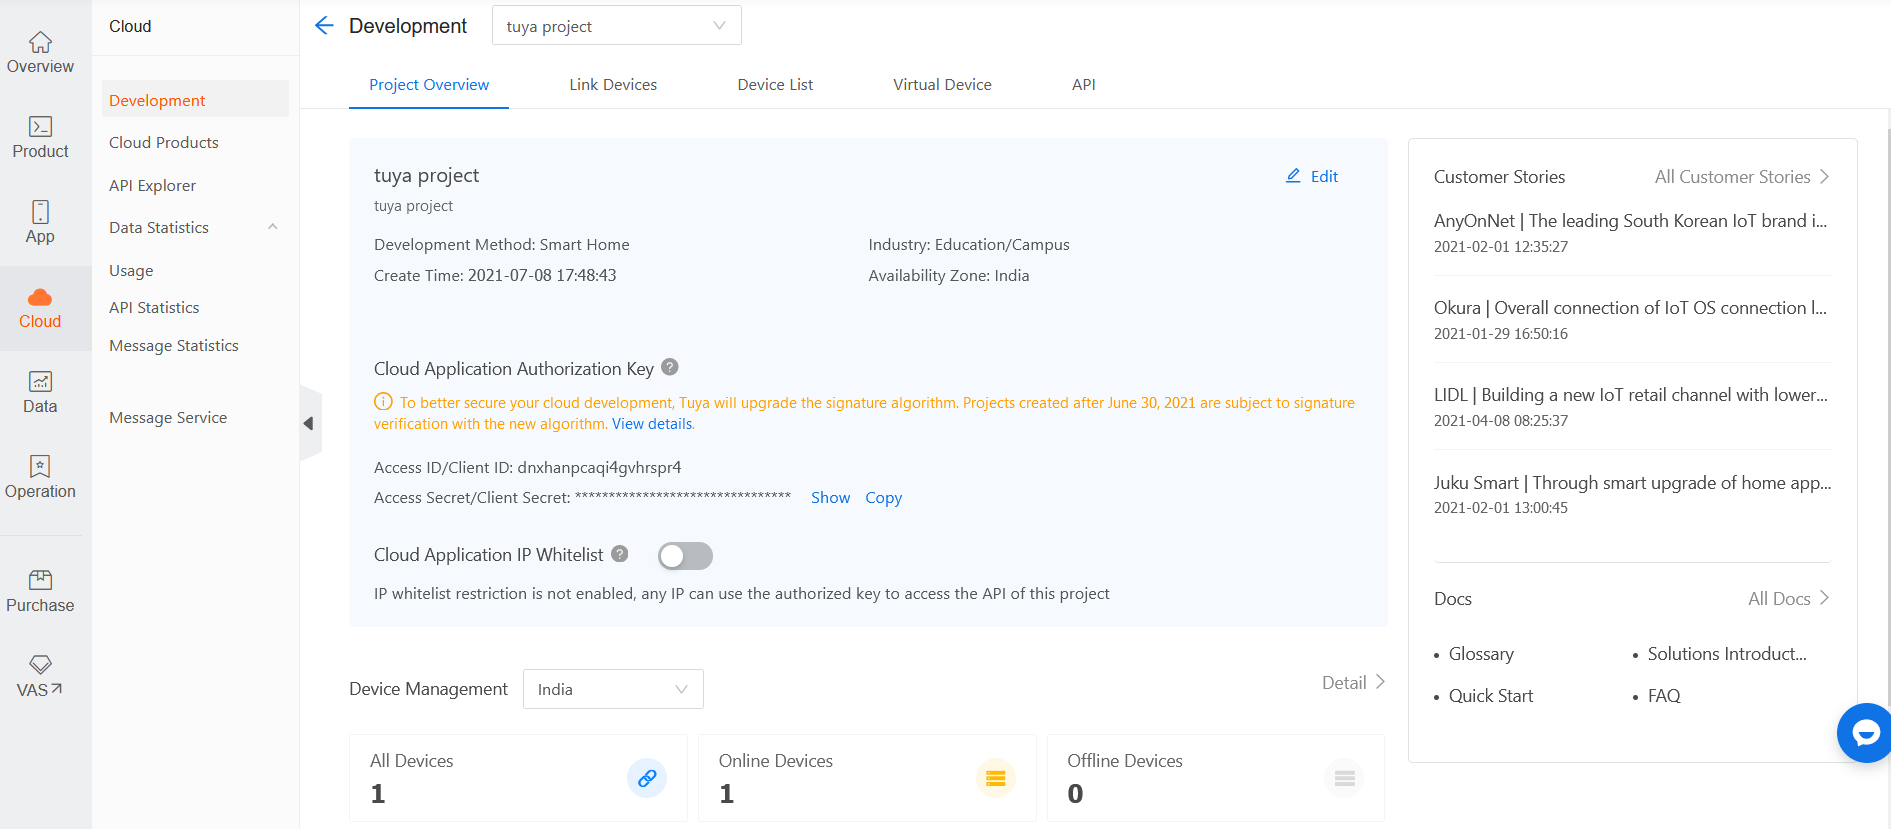 Overview
Product
App
Cloud
Data
Operation
Purchase
VAS
Cloud
Development
Cloud Products
API Explorer
Data Statistics
Usage
API Statistics
Message Statistics
Message Service
Development
tuya project
Project Overview
Link Devices
Device List
Virtual Device
API
tuya project
Edit
tuya project
Development Method: Smart Home
Industry: Education/Campus
Create Time: 2021-07-08 17:48:43
Availability Zone: India
Cloud Application Authorization Key ?
To better secure your cloud development, Tuya will upgrade the signature algorithm. Projects created after June 30, 2021 are subject to signature
verification with the new algorithm. View details.
Access ID/Client ID: dnxhanpcaqi4gvhrspr4
Access Secret/Client Secret: ******************************** Show Copy
Cloud Application IP Whitelist ?
IP whitelist restriction is not enabled, any IP can use the authorized key to access the API of this project
Device Management
India
Detail
All Devices
1
Online Devices
1
Offline Devices
0
Customer Stories
All Customer Stories
AnyOnNet | The leading South Korean IoT brand i...
2021-02-01 12:35:27
Okura | Overall connection of IoT OS connection l...
2021-01-29 16:50:16
LIDL | Building a new IoT retail channel with lower...
2021-04-08 08:25:37
Juku Smart | Through smart upgrade of home app...
2021-02-01 13:00:45
Docs
All Docs
• Glossary
• Solutions Introduct...
• Quick Start
• FAQ